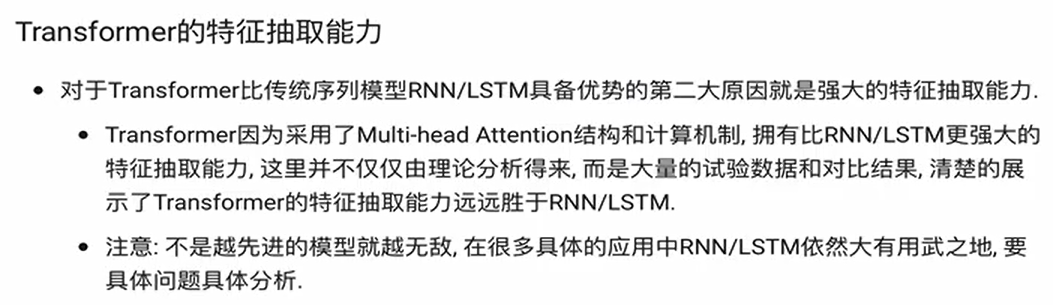 Transformer的特征抽取能力
• 对于Transformer比传统序列模型RNN/LSTM具备优势的第二大原因就是强大的特征抽取能力.
• Transformer因为采用了Multi-head Attention结构和计算机制, 拥有比RNN/LSTM更强大的
特征抽取能力, 这里并不仅仅由理论分析得来, 而是大量的试验数据和对比结果, 清楚的展
示了Transformer的特征抽取能力远远胜于RNN/LSTM.
• 注意: 不是越先进的模型就越无敌, 在很多具体的应用中RNN/LSTM依然大有用武之地, 要
具体问题具体分析.